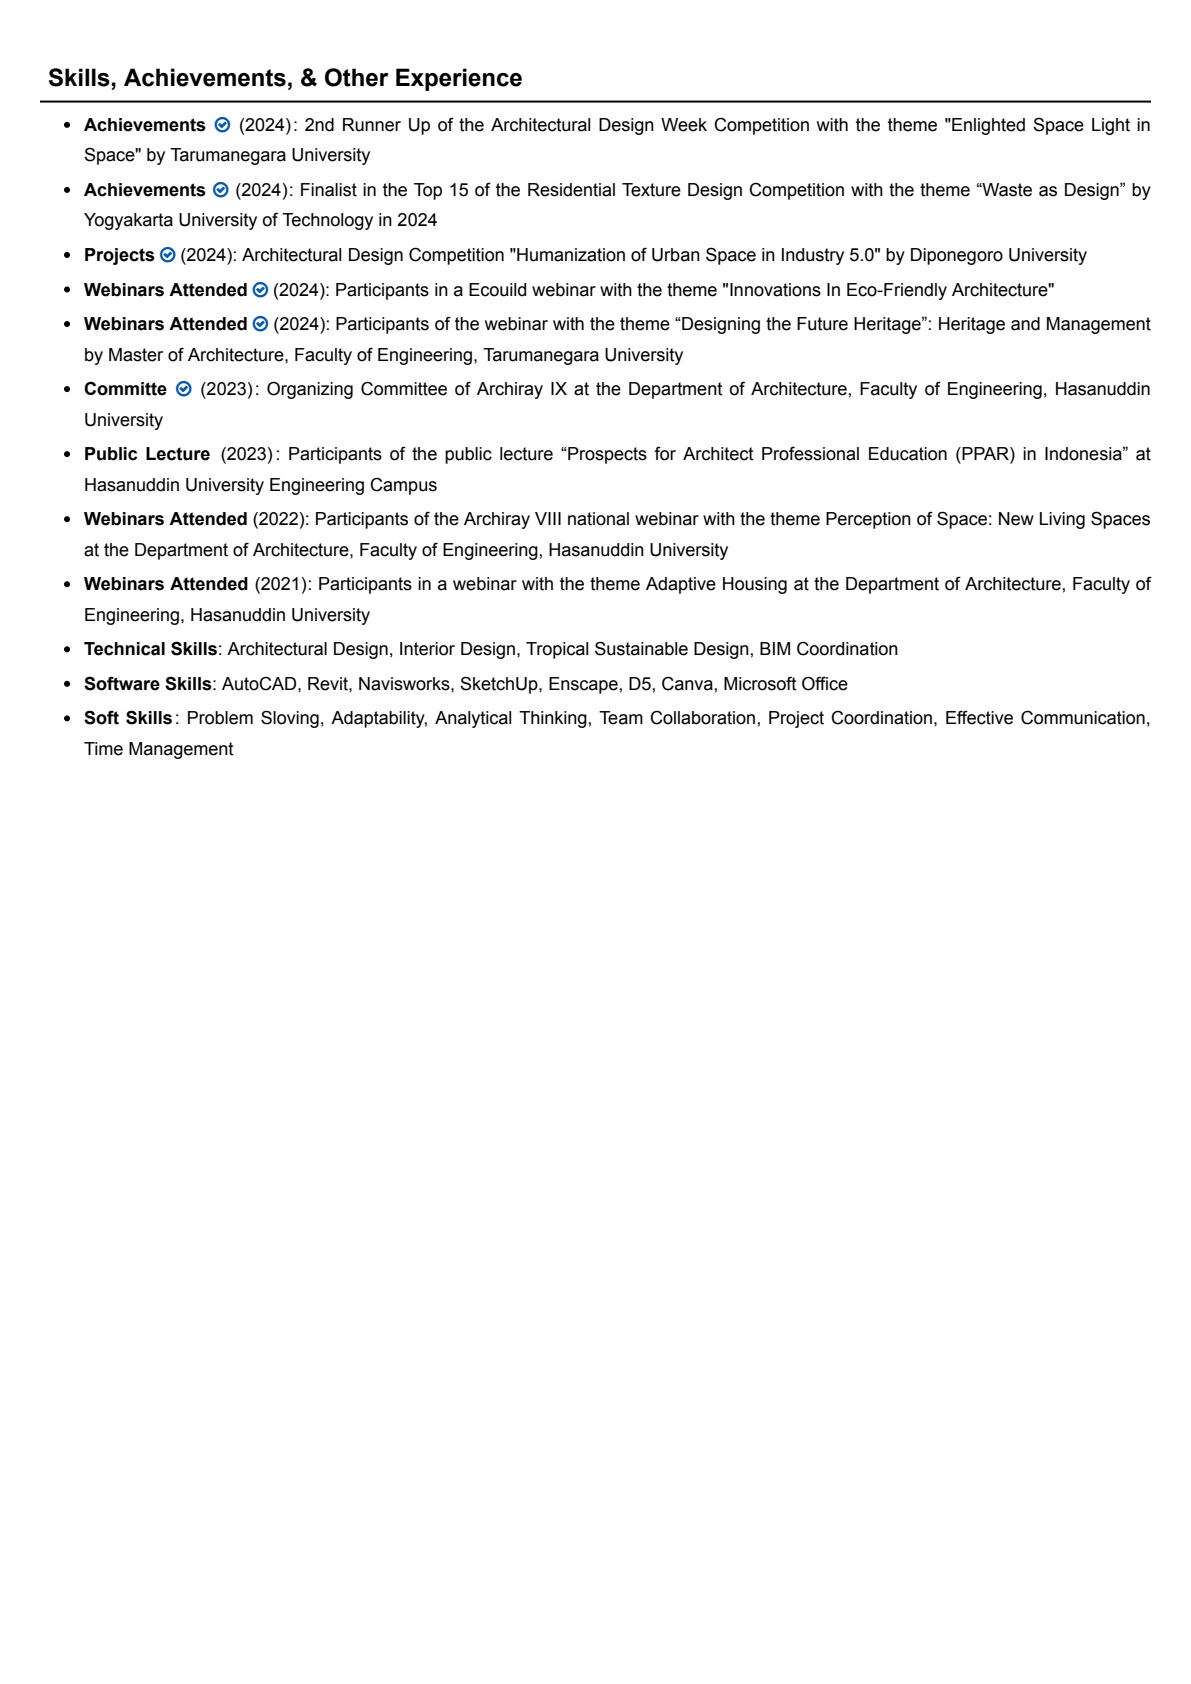 Skills, Achievements, & Other Experience
• Achievements (2024): 2nd Runner Up of the Architectural Design Week Competition with the theme "Enlighted Space Light in
Space" by Tarumanegara University
• Achievements (2024): Finalist in the Top 15 of the Residential Texture Design Competition with the theme “Waste as Design” by
Yogyakarta University of Technology in 2024
• Projects (2024): Architectural Design Competition "Humanization of Urban Space in Industry 5.0" by Diponegoro University
• Webinars Attended (2024): Participants in a Ecouild webinar with the theme "Innovations In Eco-Friendly Architecture"
• Webinars Attended (2024): Participants of the webinar with the theme “Designing the Future Heritage”: Heritage and Management
by Master of Architecture, Faculty of Engineering, Tarumanegara University
• Committe (2023): Organizing Committee of Archiray IX at the Department of Architecture, Faculty of Engineering, Hasanuddin
University
• Public Lecture (2023): Participants of the public lecture “Prospects for Architect Professional Education (PPAR) in Indonesia” at
Hasanuddin University Engineering Campus
• Webinars Attended (2022): Participants of the Archiray VIII national webinar with the theme Perception of Space: New Living Spaces
at the Department of Architecture, Faculty of Engineering, Hasanuddin University
• Webinars Attended (2021): Participants in a webinar with the theme Adaptive Housing at the Department of Architecture, Faculty of
Engineering, Hasanuddin University
• Technical Skills: Architectural Design, Interior Design, Tropical Sustainable Design, BIM Coordination
• Software Skills: AutoCAD, Revit, Navisworks, SketchUp, Enscape, D5, Canva, Microsoft Office
• Soft Skills: Problem Sloving, Adaptability, Analytical Thinking, Team Collaboration, Project Coordination, Effective Communication,
Time Management